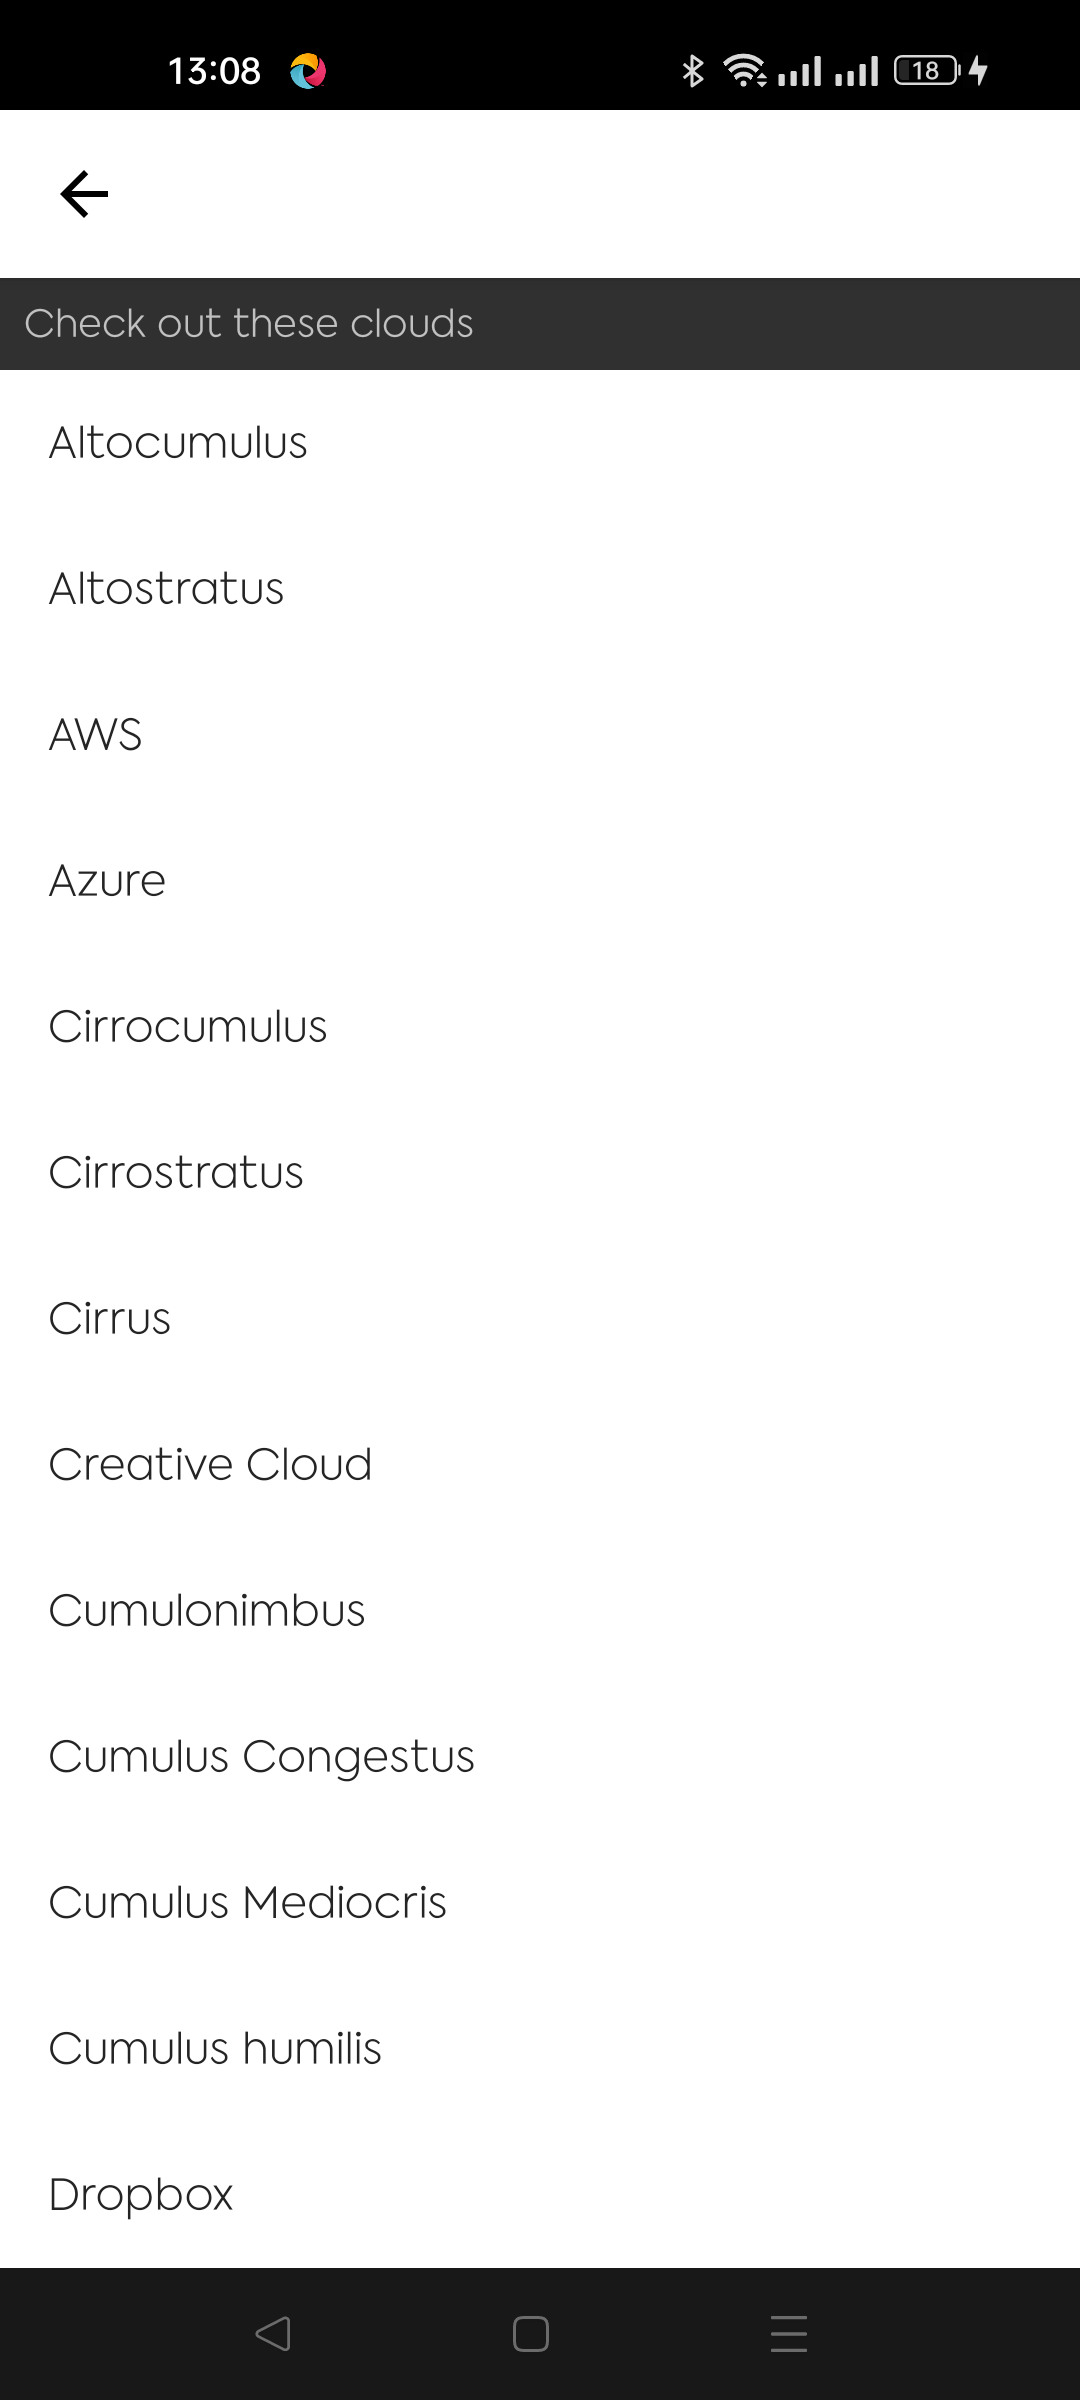 13:08
18
Check out these clouds
Altocumulus
Altostratus
AWS
Azure
Cirrocumulus
Cirrostratus
Cirrus
Creative Cloud
Cumulonimbus
Cumulus Congestus
Cumulus Mediocris
Cumulus humilis
Dropbox